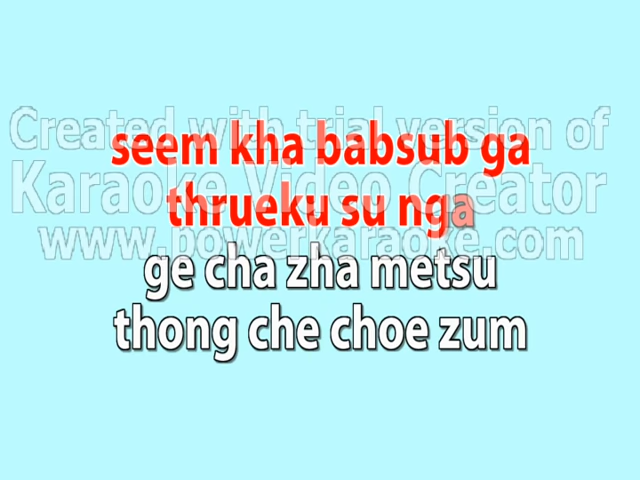 Created with trial version of
seem kha babsub ga
Karaoke Video Creator
thrueku su nga
www.powerkaraoke.com
ge cha zha metsu
thong che choe zum